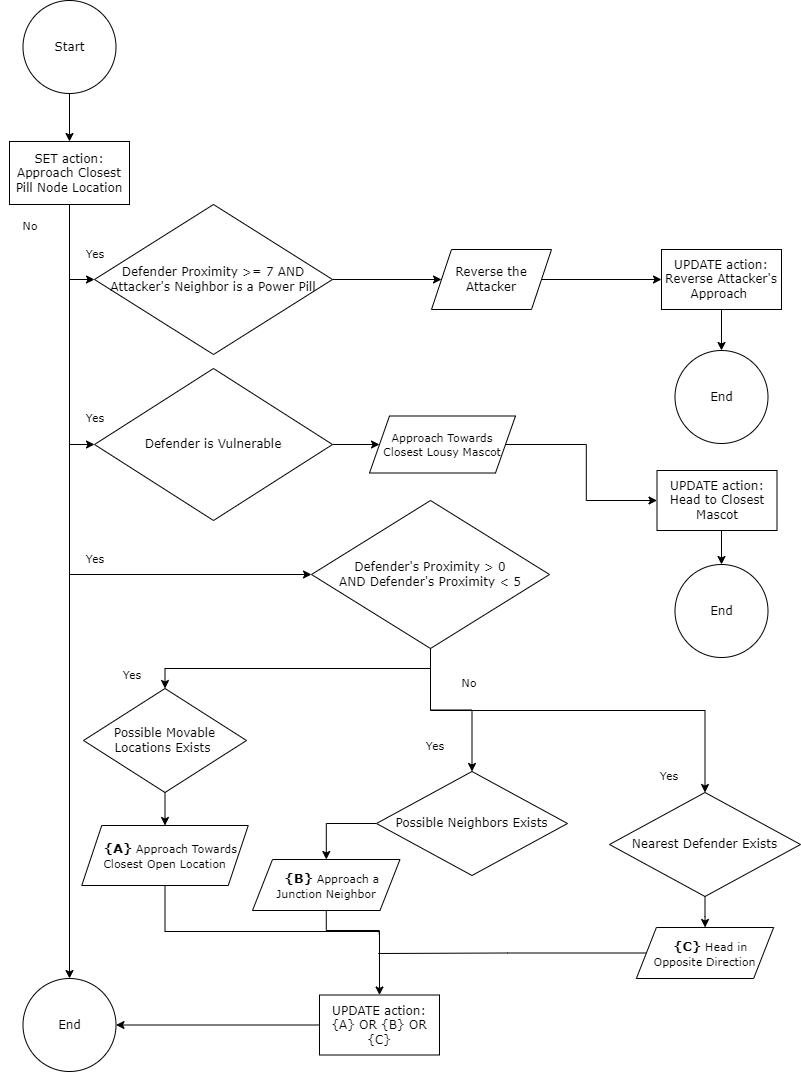 Start
SET action:
Approach Closest
Pill Node Location
No
Yes
Defender Proximity >= 7 AND
Attacker's Neighbor is a Power Pill
Reverse the
Attacker
UPDATE action:
Reverse Attacker's
Approach
End
Yes
Defender is Vulnerable
Approach Towards
Closest Lousy Mascot
UPDATE action:
Head to Closest
Mascot
End
Yes
Defender's Proximity > 0
AND Defender's Proximity < 5
Yes
No
Possible Movable
Locations Exists
Yes
Possible Neighbors Exists
Yes
Nearest Defender Exists
{A} Approach Towards
Closest Open Location
{B} Approach a
Junction Neighbor
{C} Head in
Opposite Direction
UPDATE action:
{A} OR {B} OR
{C}
End